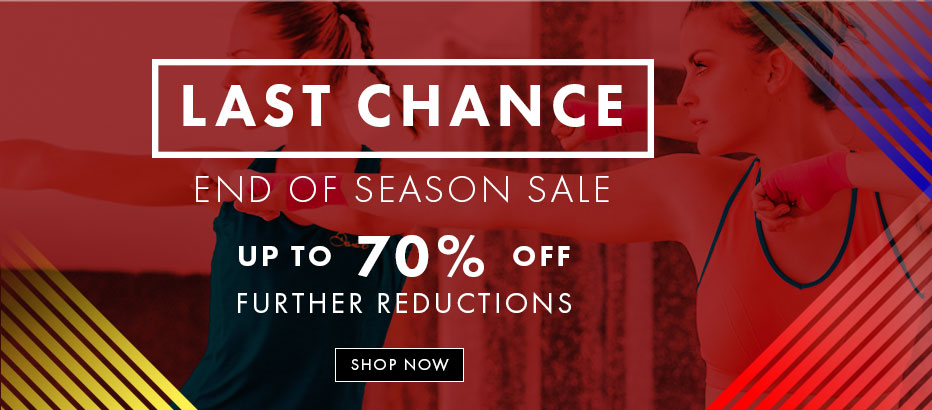 LAST CHANCE
END OF SEASON SALE
UP TO 70% OFF
FURTHER REDUCTIONS
SHOP NOW